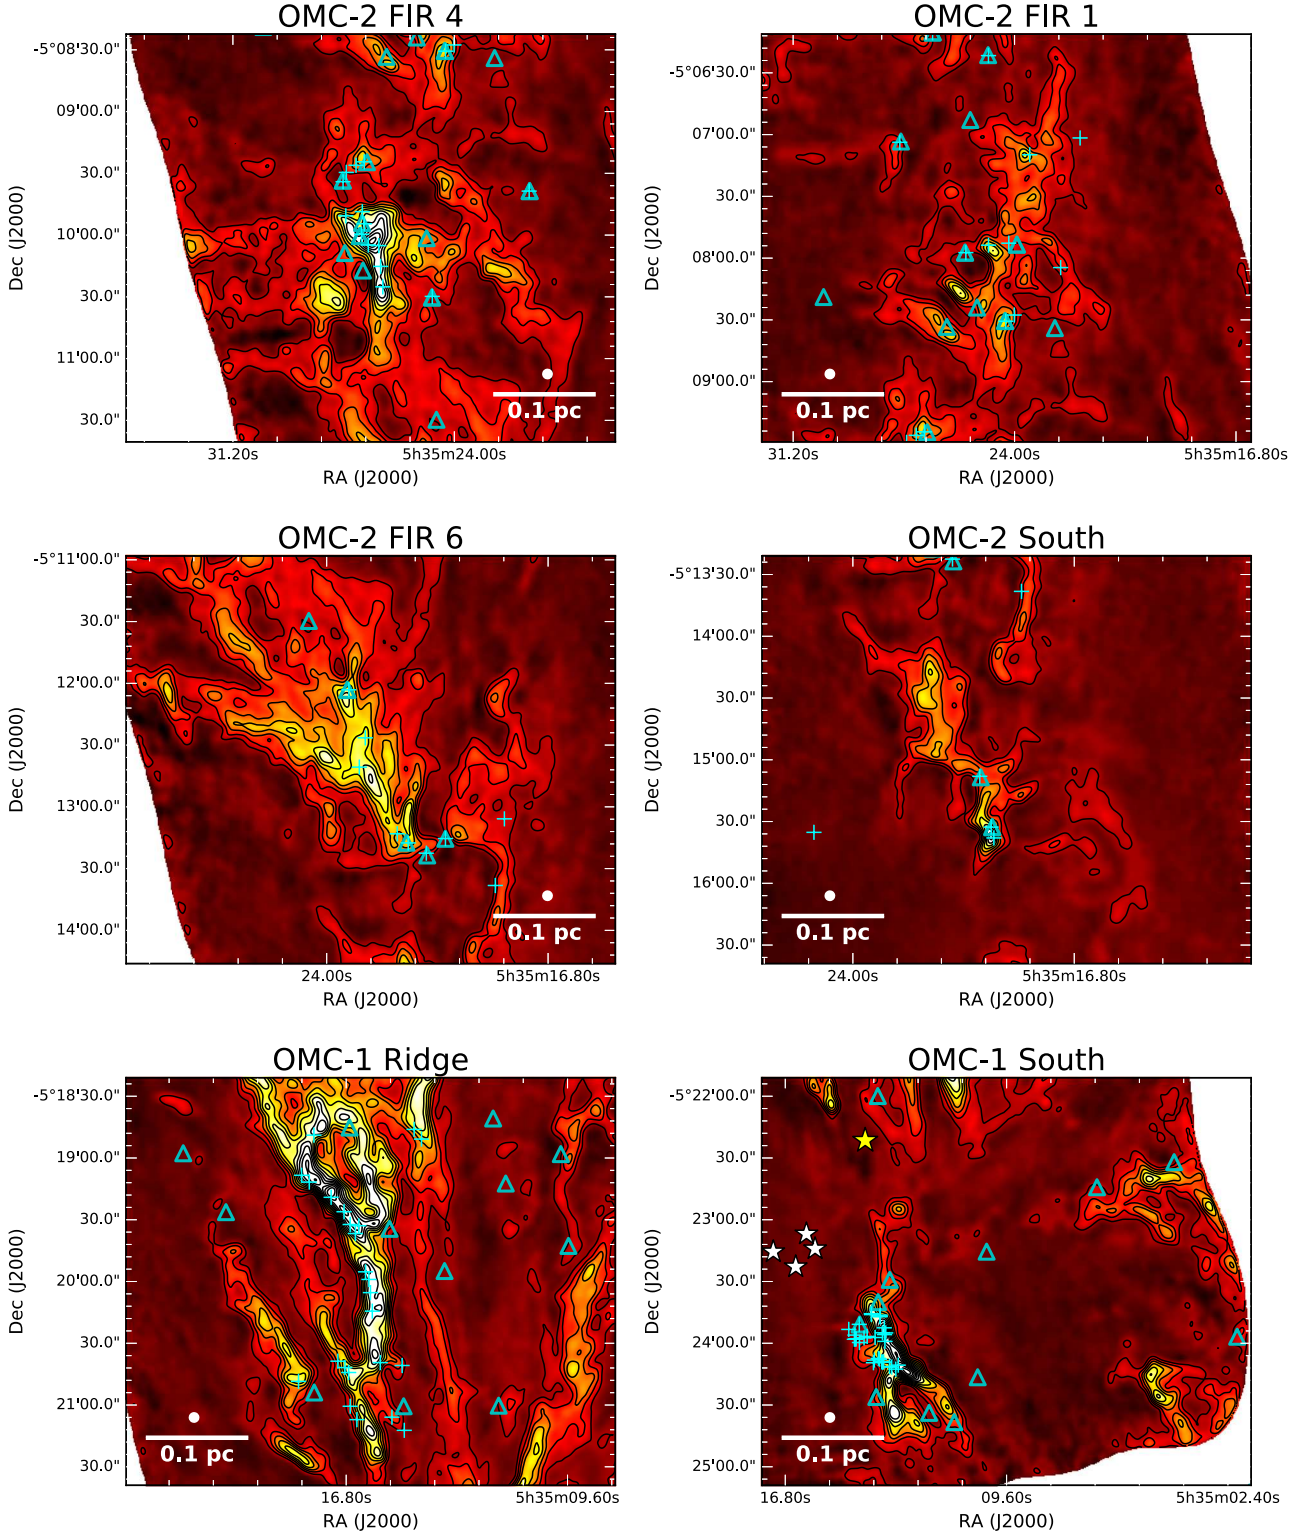 OMC-2 FIR 4
-5°08'30.0"
09'00.0"
30.0"
10'00.0"
30.0"
11'00.0"
30.0"
Dec (J2000)
0.1 pc
31.20s
5h35m24.00s
RA (J2000)
OMC-2 FIR 1
-5°06'30.0"
07'00.0"
30.0"
08'00.0"
30.0"
09'00.0"
Dec (J2000)
0.1 pc
31.20s
24.00s
5h35m16.80s
RA (J2000)
OMC-2 FIR 6
-5°11'00.0"
30.0"
12'00.0"
30.0"
13'00.0"
30.0"
14'00.0"
Dec (J2000)
0.1 pc
24.00s
5h35m16.80s
RA (J2000)
OMC-2 South
-5°13'30.0"
14'00.0"
30.0"
15'00.0"
30.0"
16'00.0"
30.0"
Dec (J2000)
0.1 pc
24.00s
5h35m16.80s
RA (J2000)
OMC-1 Ridge
-5°18'30.0"
19'00.0"
30.0"
20'00.0"
30.0"
21'00.0"
30.0"
Dec (J2000)
0.1 pc
16.80s
5h35m09.60s
RA (J2000)
OMC-1 South
-5°22'00.0"
30.0"
23'00.0"
30.0"
24'00.0"
30.0"
25'00.0"
Dec (J2000)
0.1 pc
16.80s
09.60s
5h35m02.40s
RA (J2000)